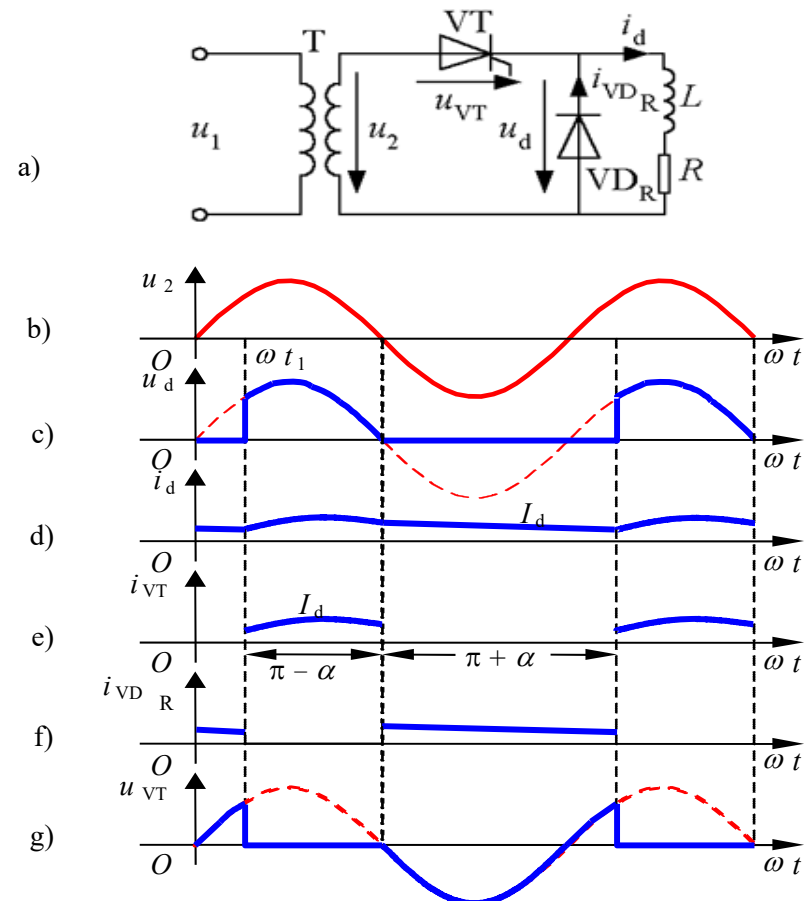 a)
T
VT
i d
u 1
u 2
u VT
u d
i VD R
L
VD R
R
b)
u 2
O
ω t 1
ω t
c)
u d
O
ω t
d)
i d
I d
O
ω t
e)
i VT
I d
O
π – α
π + α
ω t
f)
i VD R
O
ω t
g)
u VT
O
ω t